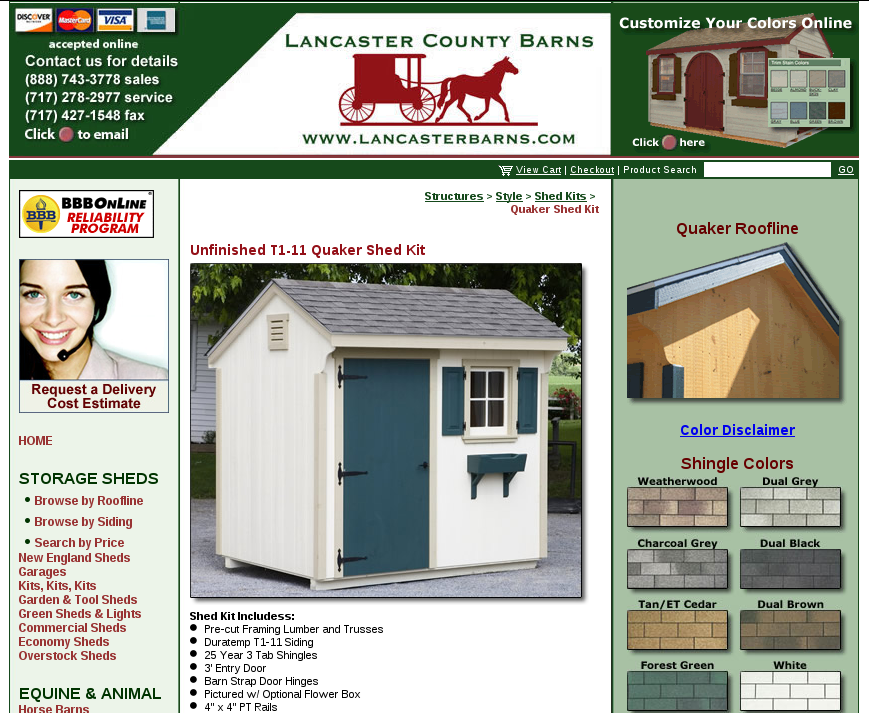 DISCOVER MasterCard VISA
accepted online
Contact us for details
(888) 743-3778 sales
(717) 278-2977 service
(717) 427-1548 fax
Click to email
LANCASTER COUNTY BARNS
WWW.LANCASTERBARNS.COM
Customize Your Colors Online
Trim Stain Colors
Click here
View Cart | Checkout | Product Search GO
BBB
BBBONLINE
RELIABILITY
PROGRAM
Request a Delivery
Cost Estimate
HOME
STORAGE SHEDS
• Browse by Roofline
• Browse by Siding
• Search by Price
New England Sheds
Garages
Kits, Kits, Kits
Garden & Tool Sheds
Green Sheds & Lights
Commercial Sheds
Economy Sheds
Overstock Sheds
EQUINE & ANIMAL
Horse Barns
Structures > Style > Shed Kits >
Quaker Shed Kit
Unfinished T1-11 Quaker Shed Kit
Shed Kit Includess:
• Pre-cut Framing Lumber and Trusses
• Duratemp T1-11 Siding
• 25 Year 3 Tab Shingles
• 3' Entry Door
• Barn Strap Door Hinges
• Pictured w/ Optional Flower Box
• 4" x 4" PT Rails
Quaker Roofline
Color Disclaimer
Shingle Colors
Weatherwood
Dual Grey
Charcoal Grey
Dual Black
Tan/ET Cedar
Dual Brown
Forest Green
White